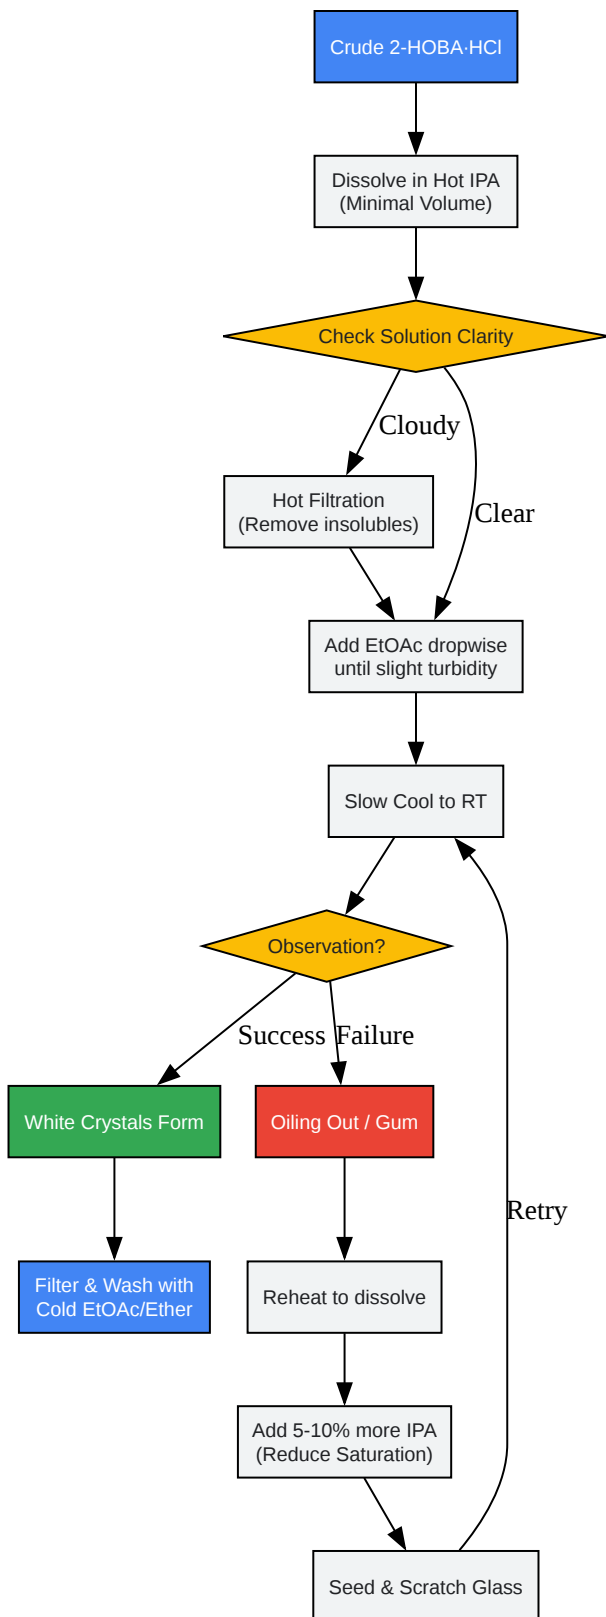 Crude 2-HOBA·HCl
Dissolve in Hot IPA
(Minimal Volume)
Check Solution Clarity
Cloudy
Hot Filtration
(Remove insolubles)
Clear
Add EtOAc dropwise
until slight turbidity
Slow Cool to RT
Observation?
Success
Failure
White Crystals Form
Oiling Out / Gum
Retry
Filter & Wash with
Cold EtOAc/Ether
Reheat to dissolve
Add 5-10% more IPA
(Reduce Saturation)
Seed & Scratch Glass